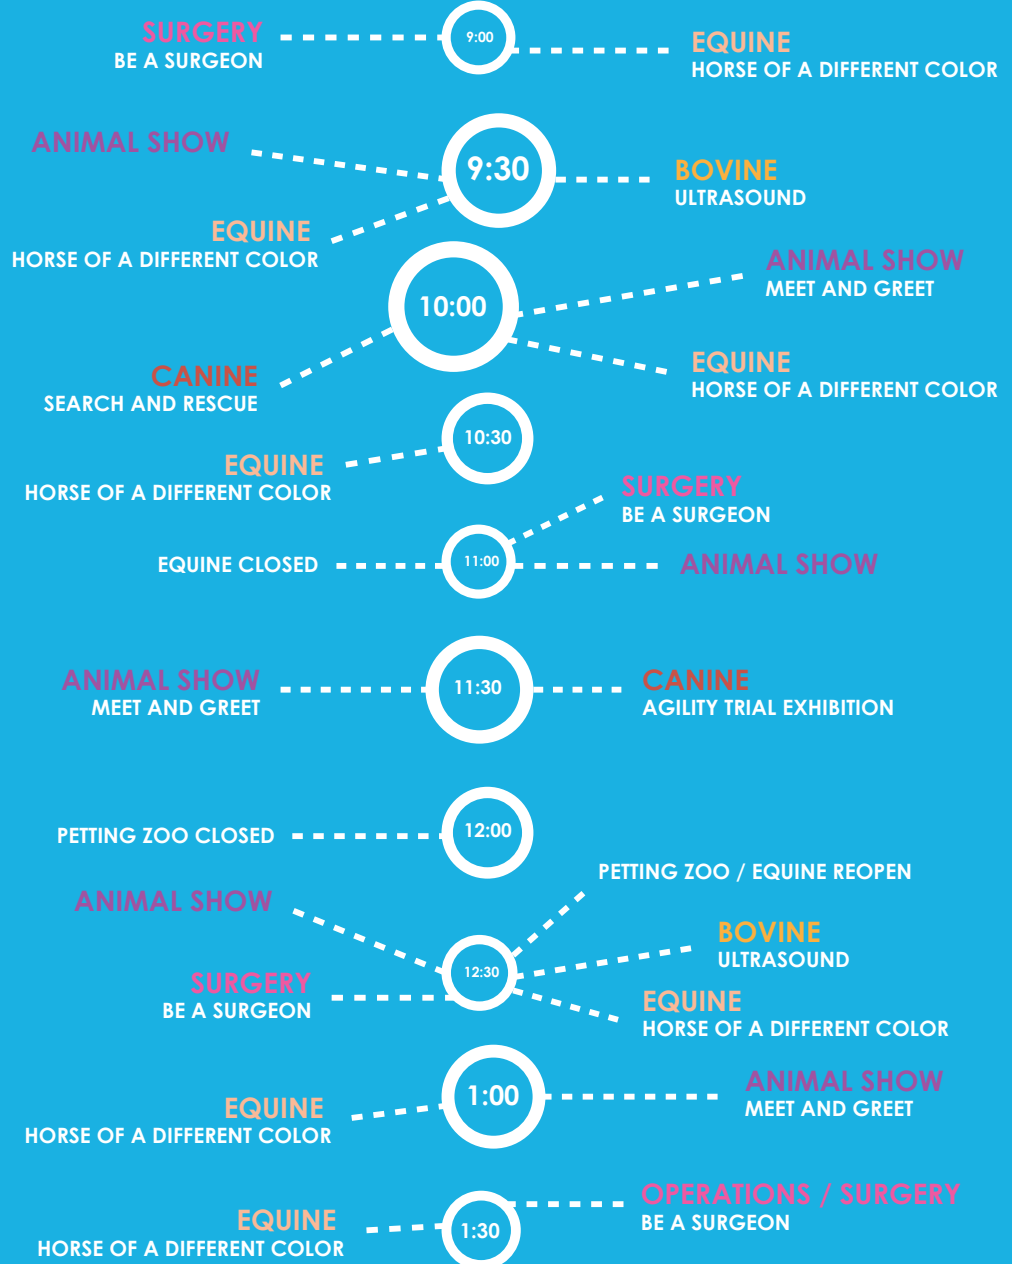 SURGERY
BE A SURGEON
9:00
EQUINE
HORSE OF A DIFFERENT COLOR
ANIMAL SHOW
9:30
BOVINE
ULTRASOUND
EQUINE
HORSE OF A DIFFERENT COLOR
10:00
ANIMAL SHOW
MEET AND GREET
CANINE
SEARCH AND RESCUE
EQUINE
HORSE OF A DIFFERENT COLOR
10:30
EQUINE
HORSE OF A DIFFERENT COLOR
SURGERY
BE A SURGEON
EQUINE CLOSED
11:00
ANIMAL SHOW
ANIMAL SHOW
MEET AND GREET
11:30
CANINE
AGILITY TRIAL EXHIBITION
PETTING ZOO CLOSED
12:00
PETTING ZOO / EQUINE REOPEN
ANIMAL SHOW
BOVINE
ULTRASOUND
12:30
SURGERY
BE A SURGEON
EQUINE
HORSE OF A DIFFERENT COLOR
1:00
ANIMAL SHOW
MEET AND GREET
EQUINE
HORSE OF A DIFFERENT COLOR
OPERATIONS / SURGERY
BE A SURGEON
1:30
EQUINE
HORSE OF A DIFFERENT COLOR